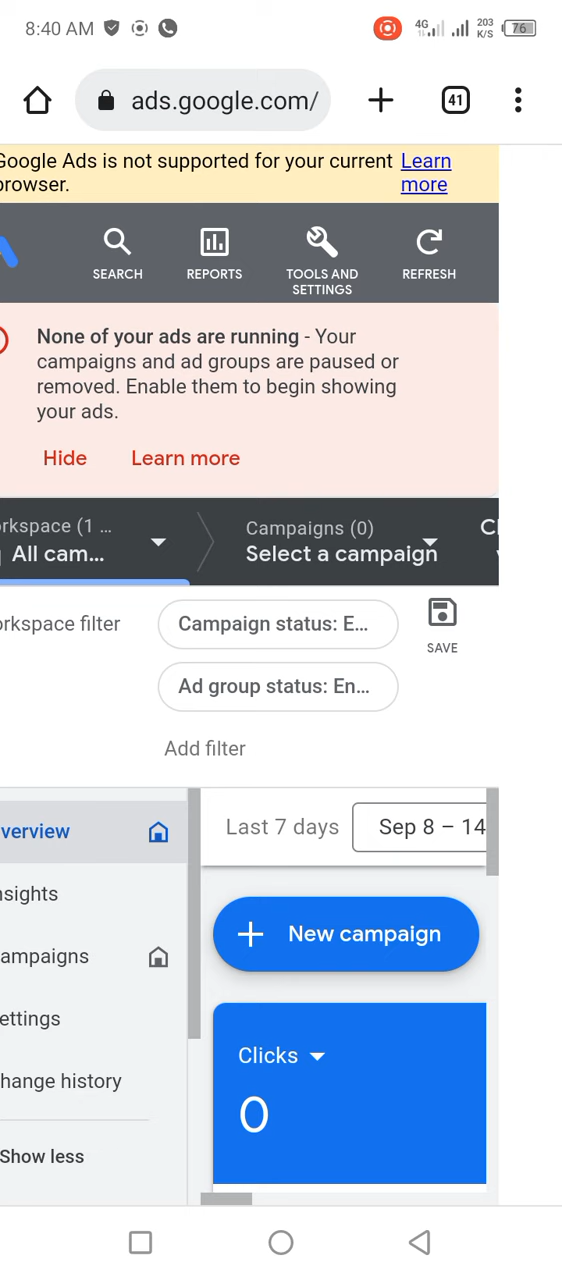 8:40 AM
4G
203
K/S
76
ads.google.com/
41
Google Ads is not supported for your current Learn
browser. more
SEARCH
REPORTS
TOOLS AND
SETTINGS
REFRESH
None of your ads are running - Your
campaigns and ad groups are paused or
removed. Enable them to begin showing
your ads.
Hide Learn more
rkspace (1 ... Campaigns (0)
All cam... Select a campaign
orkspace filter Campaign status: E...
SAVE
Ad group status: En...
Add filter
verview Last 7 days Sep 8 – 14
nsights
ampaigns New campaign
ettings
Clicks
hange history
0
Show less